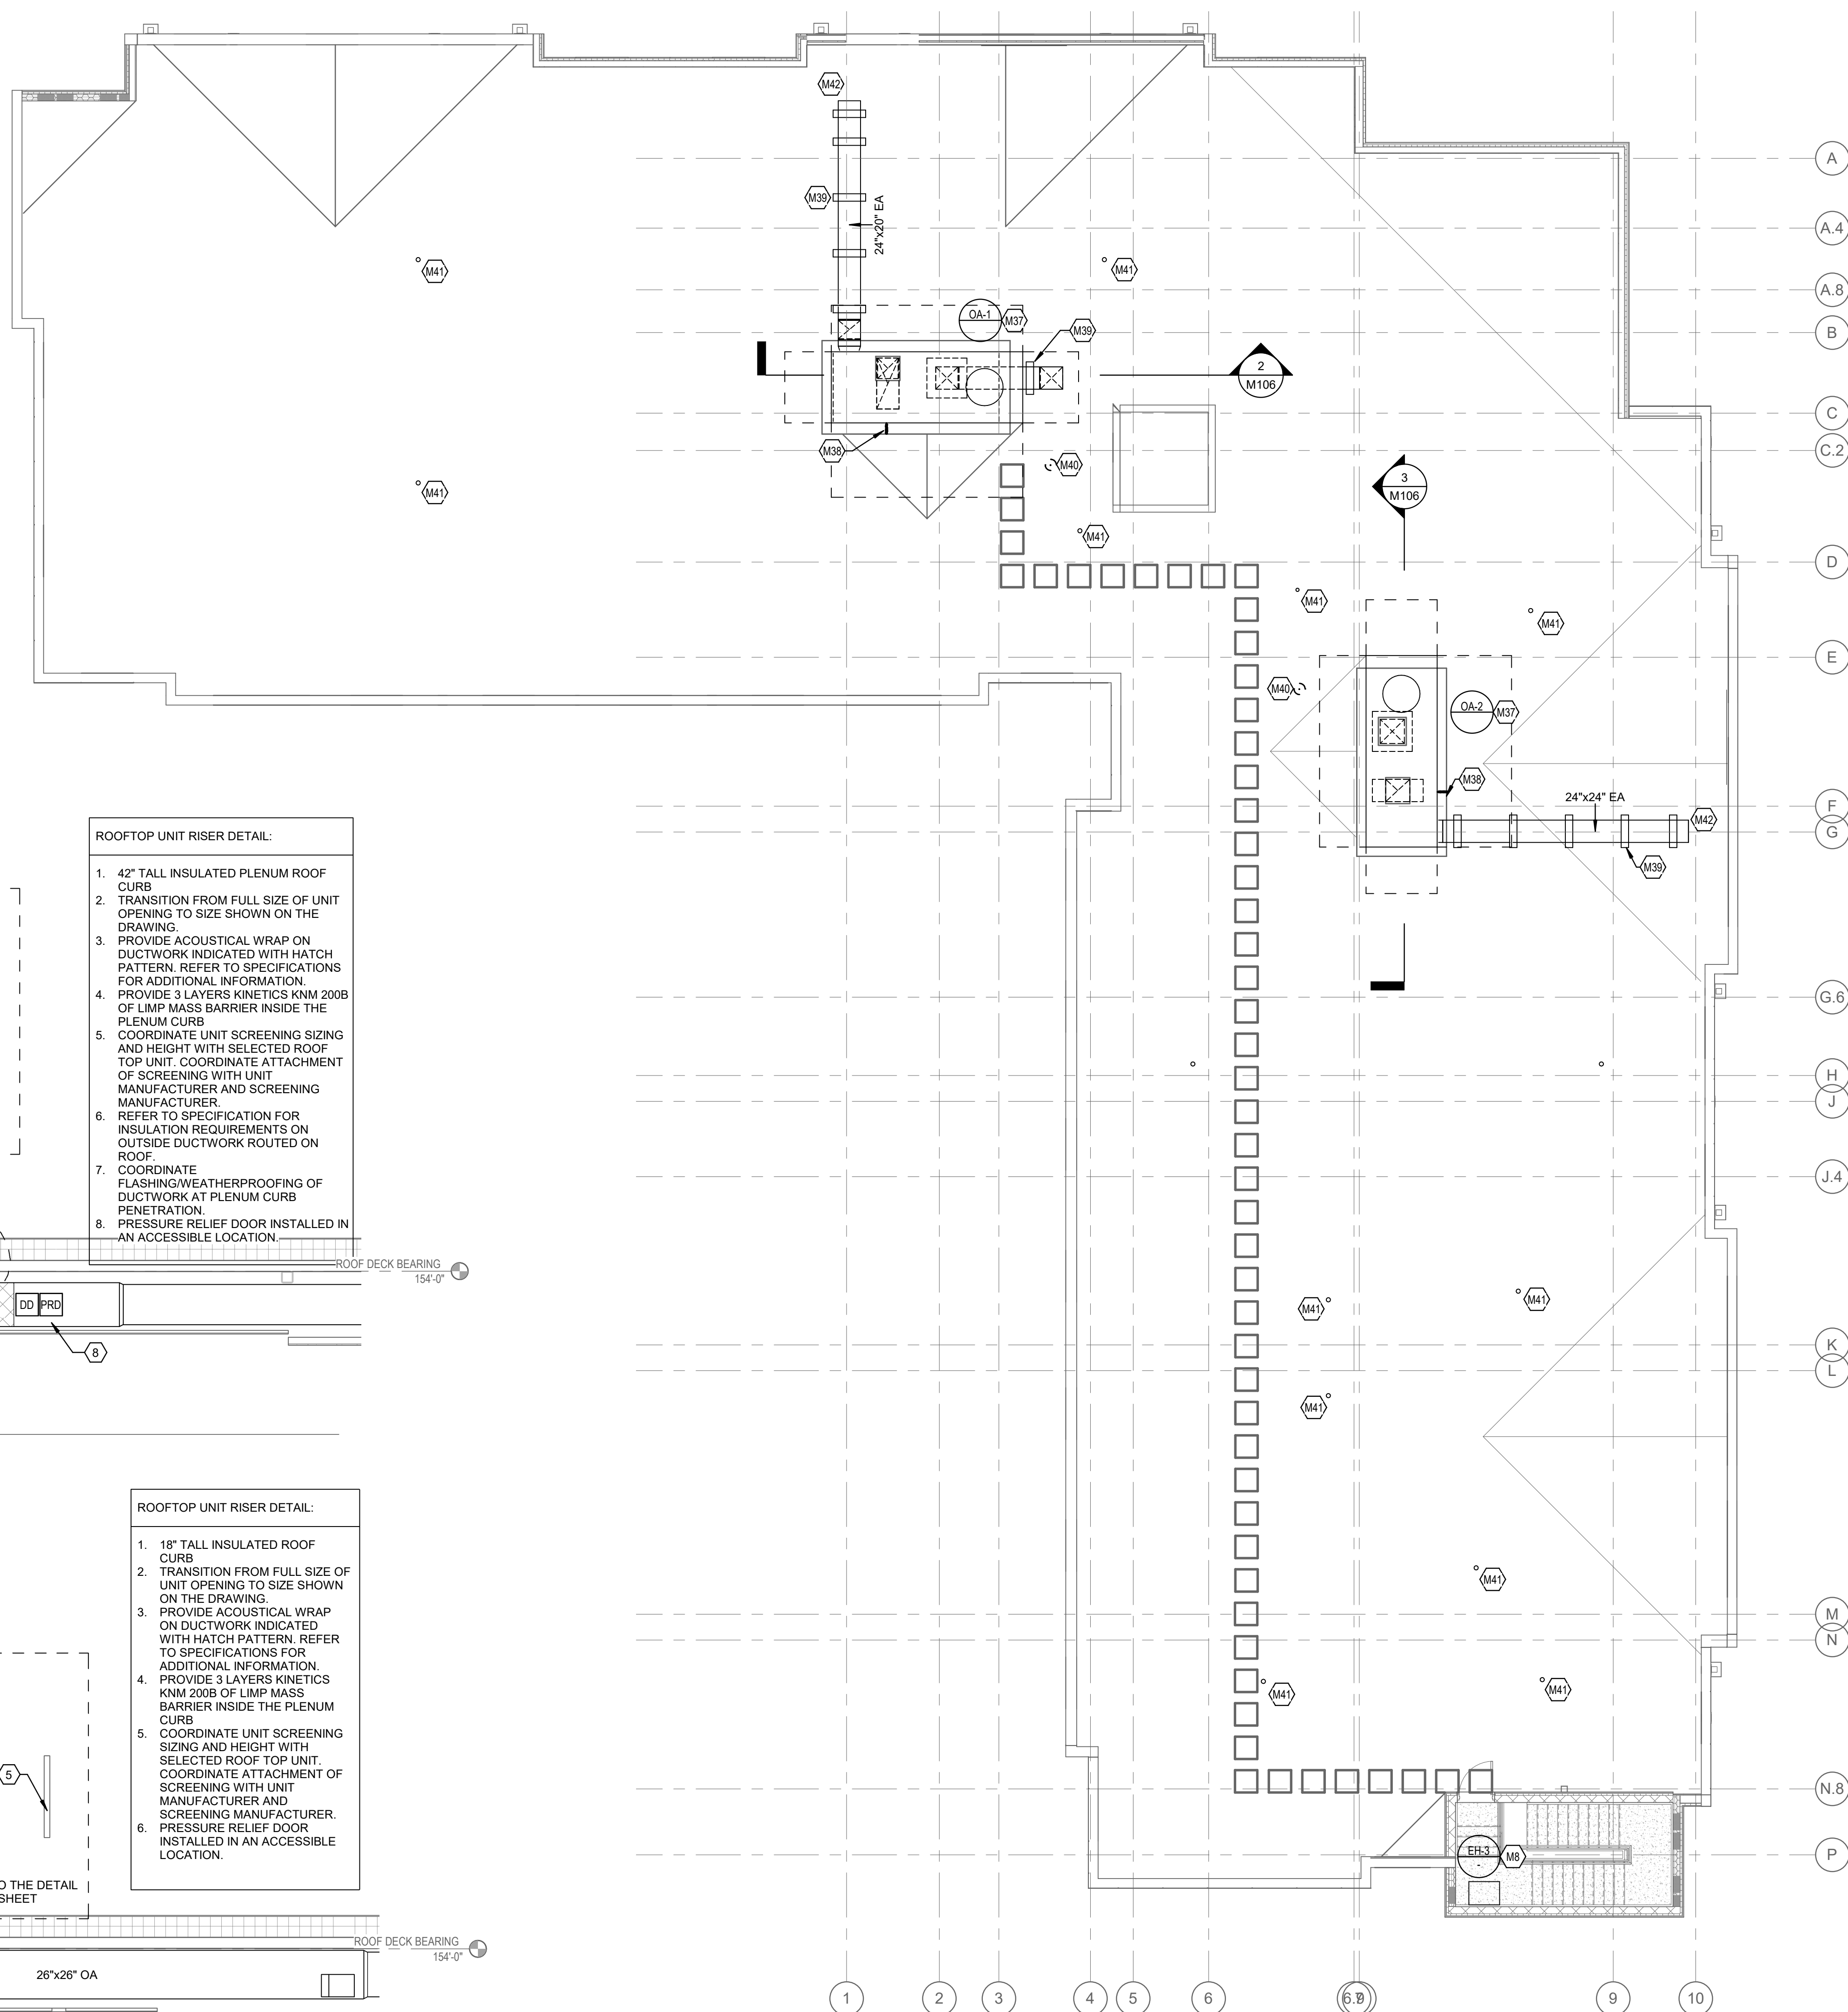 M42
A
M39
24"x20" EA
A.4
M41
M41
A.8
OA-1
M37
M39
B
2
M106
C
M38
C.2
M40
3
M106
M41
M41
D
M41
M41
E
M40
OA-2
M37
M38
24"x24" EA
M42
F
G
M39
ROOFTOP UNIT RISER DETAIL:
1. 42" TALL INSULATED PLENUM ROOF
CURB
2. TRANSITION FROM FULL SIZE OF UNIT
OPENING TO SIZE SHOWN ON THE
DRAWING.
3. PROVIDE ACOUSTICAL WRAP ON
DUCTWORK INDICATED WITH HATCH
PATTERN. REFER TO SPECIFICATIONS
FOR ADDITIONAL INFORMATION.
4. PROVIDE 3 LAYERS KINETICS KNM 200B
OF LIMP MASS BARRIER INSIDE THE
PLENUM CURB
5. COORDINATE UNIT SCREENING SIZING
AND HEIGHT WITH SELECTED ROOF
TOP UNIT. COORDINATE ATTACHMENT
OF SCREENING WITH UNIT
MANUFACTURER AND SCREENING
MANUFACTURER.
6. REFER TO SPECIFICATION FOR
INSULATION REQUIREMENTS ON
OUTSIDE DUCTWORK ROUTED ON
ROOF.
7. COORDINATE
FLASHING/WEATHERPROOFING OF
DUCTWORK AT PLENUM CURB
PENETRATION.
8. PRESSURE RELIEF DOOR INSTALLED IN
AN ACCESSIBLE LOCATION.
G.6
H
J
J.4
ROOF DECK BEARING
154'-0"
DD PRD
8
M41
M41
K
L
M41
ROOFTOP UNIT RISER DETAIL:
1. 18" TALL INSULATED ROOF
CURB
2. TRANSITION FROM FULL SIZE OF
UNIT OPENING TO SIZE SHOWN
ON THE DRAWING.
3. PROVIDE ACOUSTICAL WRAP
ON DUCTWORK INDICATED
WITH HATCH PATTERN. REFER
TO SPECIFICATIONS FOR
ADDITIONAL INFORMATION.
4. PROVIDE 3 LAYERS KINETICS
KNM 200B OF LIMP MASS
BARRIER INSIDE THE PLENUM
CURB
5. COORDINATE UNIT SCREENING
SIZING AND HEIGHT WITH
SELECTED ROOF TOP UNIT.
COORDINATE ATTACHMENT OF
SCREENING WITH UNIT
MANUFACTURER AND
SCREENING MANUFACTURER.
6. PRESSURE RELIEF DOOR
INSTALLED IN AN ACCESSIBLE
LOCATION.
M41
M
N
M41
M41
5
N.8
EH-3
-
M8
P
O THE DETAIL
SHEET
ROOF DECK BEARING
154'-0"
26"x26" OA
1
2
3
4
5
6
9
10